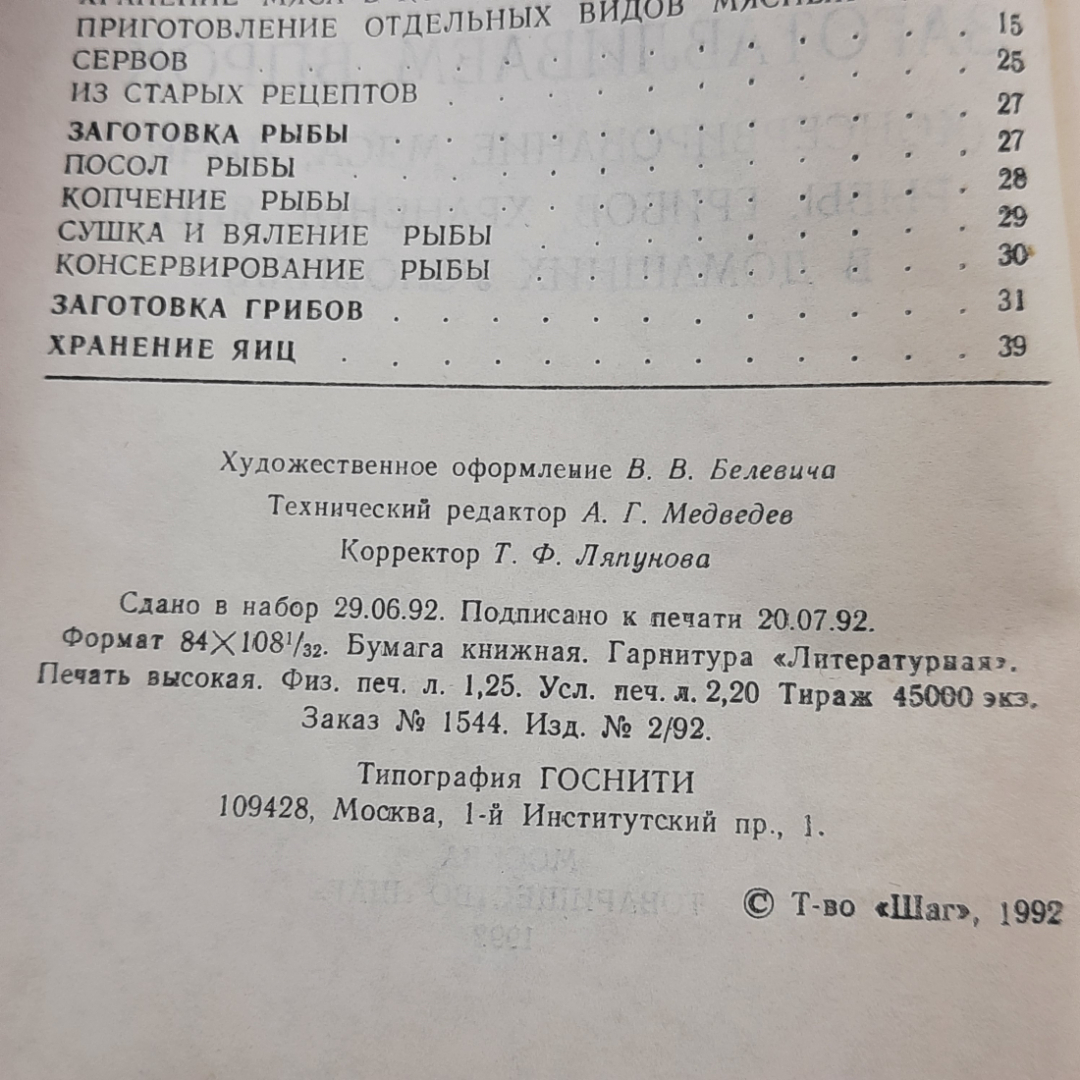 ХРАНЕНИЕ МЯСА В
ПРИГОТОВЛЕНИЕ ОТДЕЛЬНЫХ ВИДОВ
СЕРВОВ . . . . . . . . . . . 15
ИЗ СТАРЫХ РЕЦЕПТОВ . . . . . . . . 25
ЗАГОТОВКА РЫБЫ . . . . . . . . . 27
ПОСОЛ РЫБЫ . . . . . . . . . . 27
КОПЧЕНИЕ РЫБЫ . . . . . . . . . 28
СУШКА И ВЯЛЕНИЕ РЫБЫ . . . . . . . 29
КОНСЕРВИРОВАНИЕ РЫБЫ . . . . . . . 30
ЗАГОТОВКА ГРИБОВ . . . . . . . . . 31
ХРАНЕНИЕ ЯИЦ . . . . . . . . . . 39
Художественное оформление В. В. Белевича
Технический редактор А. Г. Медведев
Корректор Т. Ф. Ляпунова
Сдано в набор 29.06.92. Подписано к печати 20.07.92.
Формат 84×108¹/₃₂. Бумага книжная. Гарнитура «Литературная».
Печать высокая. Физ. печ. л. 1,25. Усл. печ. л. 2,20 Тираж 45000 экз.
Заказ № 1544. Изд. № 2/92.
Типография ГОСНИТИ
109428, Москва, 1-й Институтский пр., 1.
© Т-во «Шаг», 1992